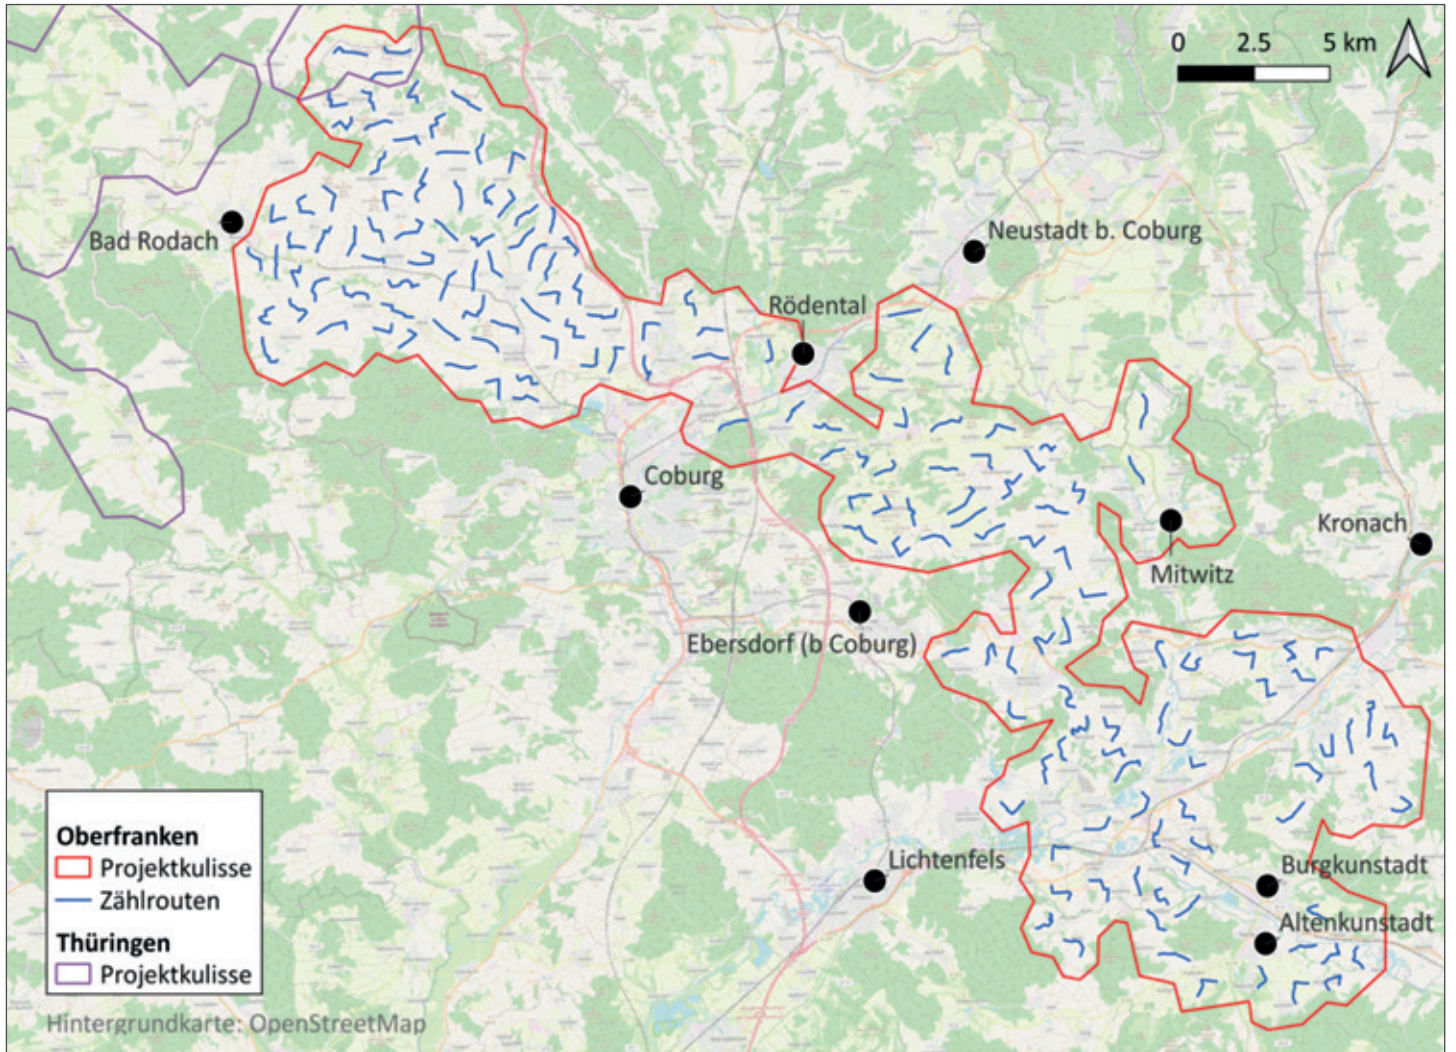 0 2.5 5 km
Neustadt b. Coburg
Bad Rodach
Rödental
Coburg
Kronach
Mitwitz
Ebersdorf (b Coburg)
Lichtenfels
Burgkunstadt
Altenkunstadt
Oberfranken
Projektkulisse
Zählrouten
Thüringen
Projektkulisse
Hintergrundkarte: OpenStreetMap